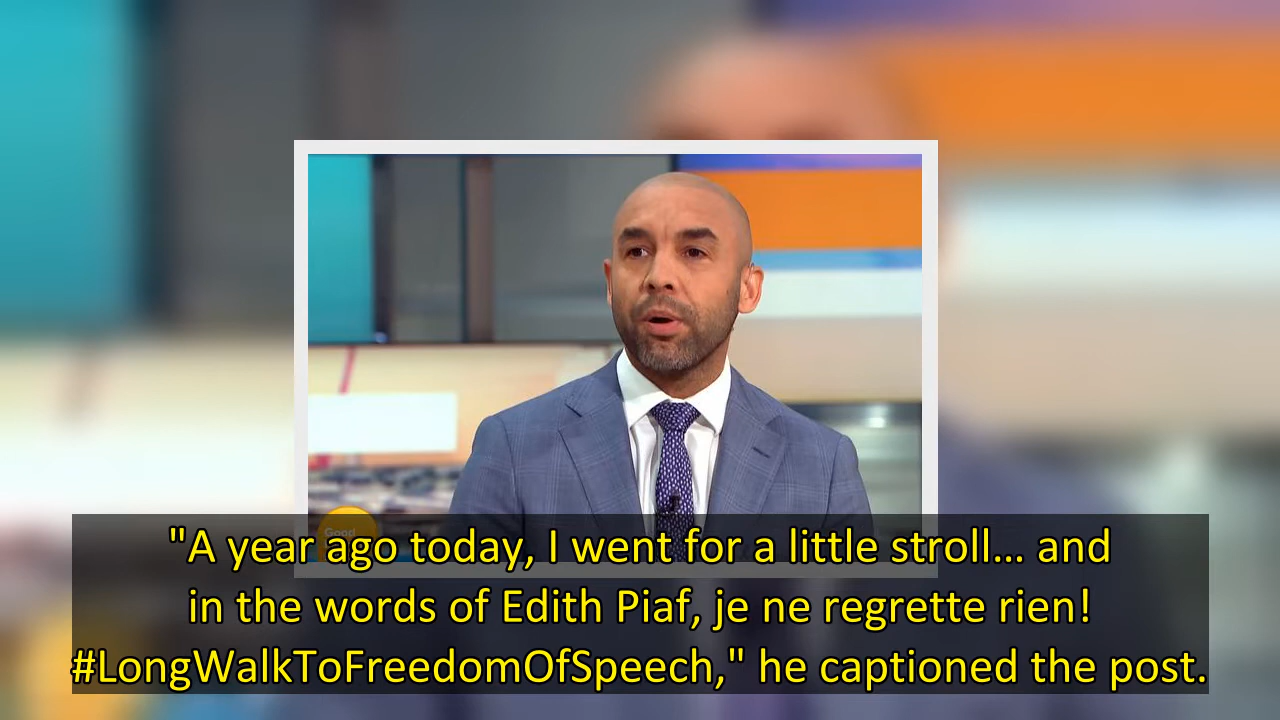 Good
"A year ago today, I went for a little stroll... and
in the words of Edith Piaf, je ne regrette rien!
#LongWalkToFreedomOfSpeech," he captioned the post.